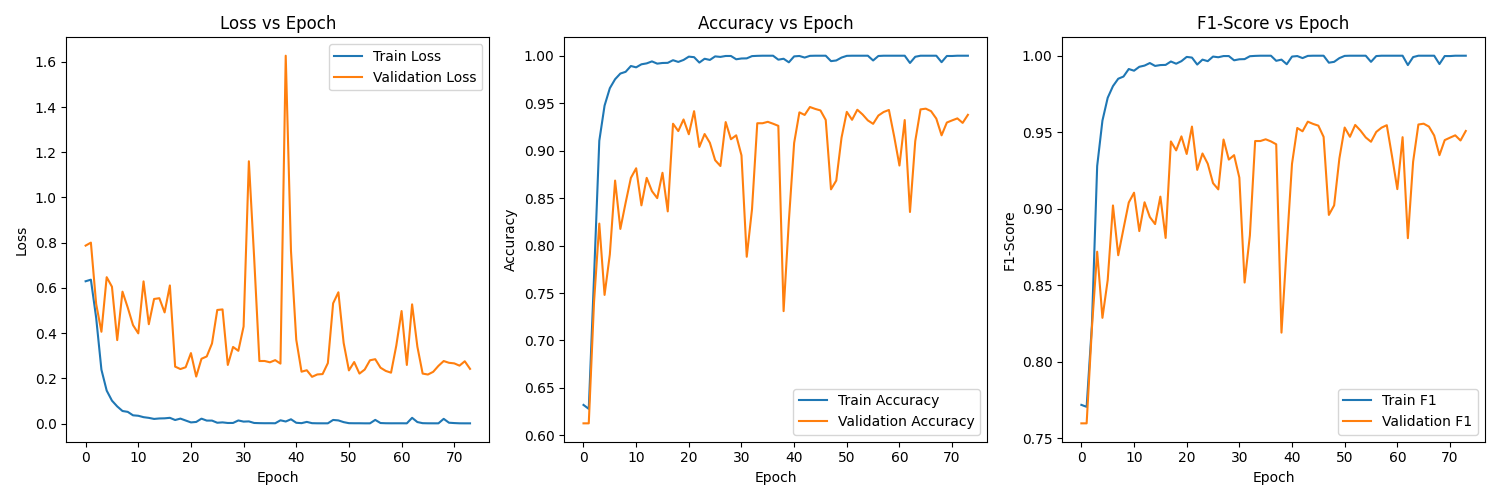 Loss vs Epoch
Train Loss
Validation Loss
1.6
1.4
1.2
1.0
0.8
0.6
0.4
0.2
0.0
Loss
0 10 20 30 40 50 60 70
Epoch
Accuracy vs Epoch
1.00
0.95
0.90
0.85
0.80
0.75
0.70
0.65
0.60
Accuracy
Train Accuracy
Validation Accuracy
0 10 20 30 40 50 60 70
Epoch
F1-Score vs Epoch
1.00
0.95
0.90
0.85
0.80
0.75
F1-Score
Train F1
Validation F1
0 10 20 30 40 50 60 70
Epoch